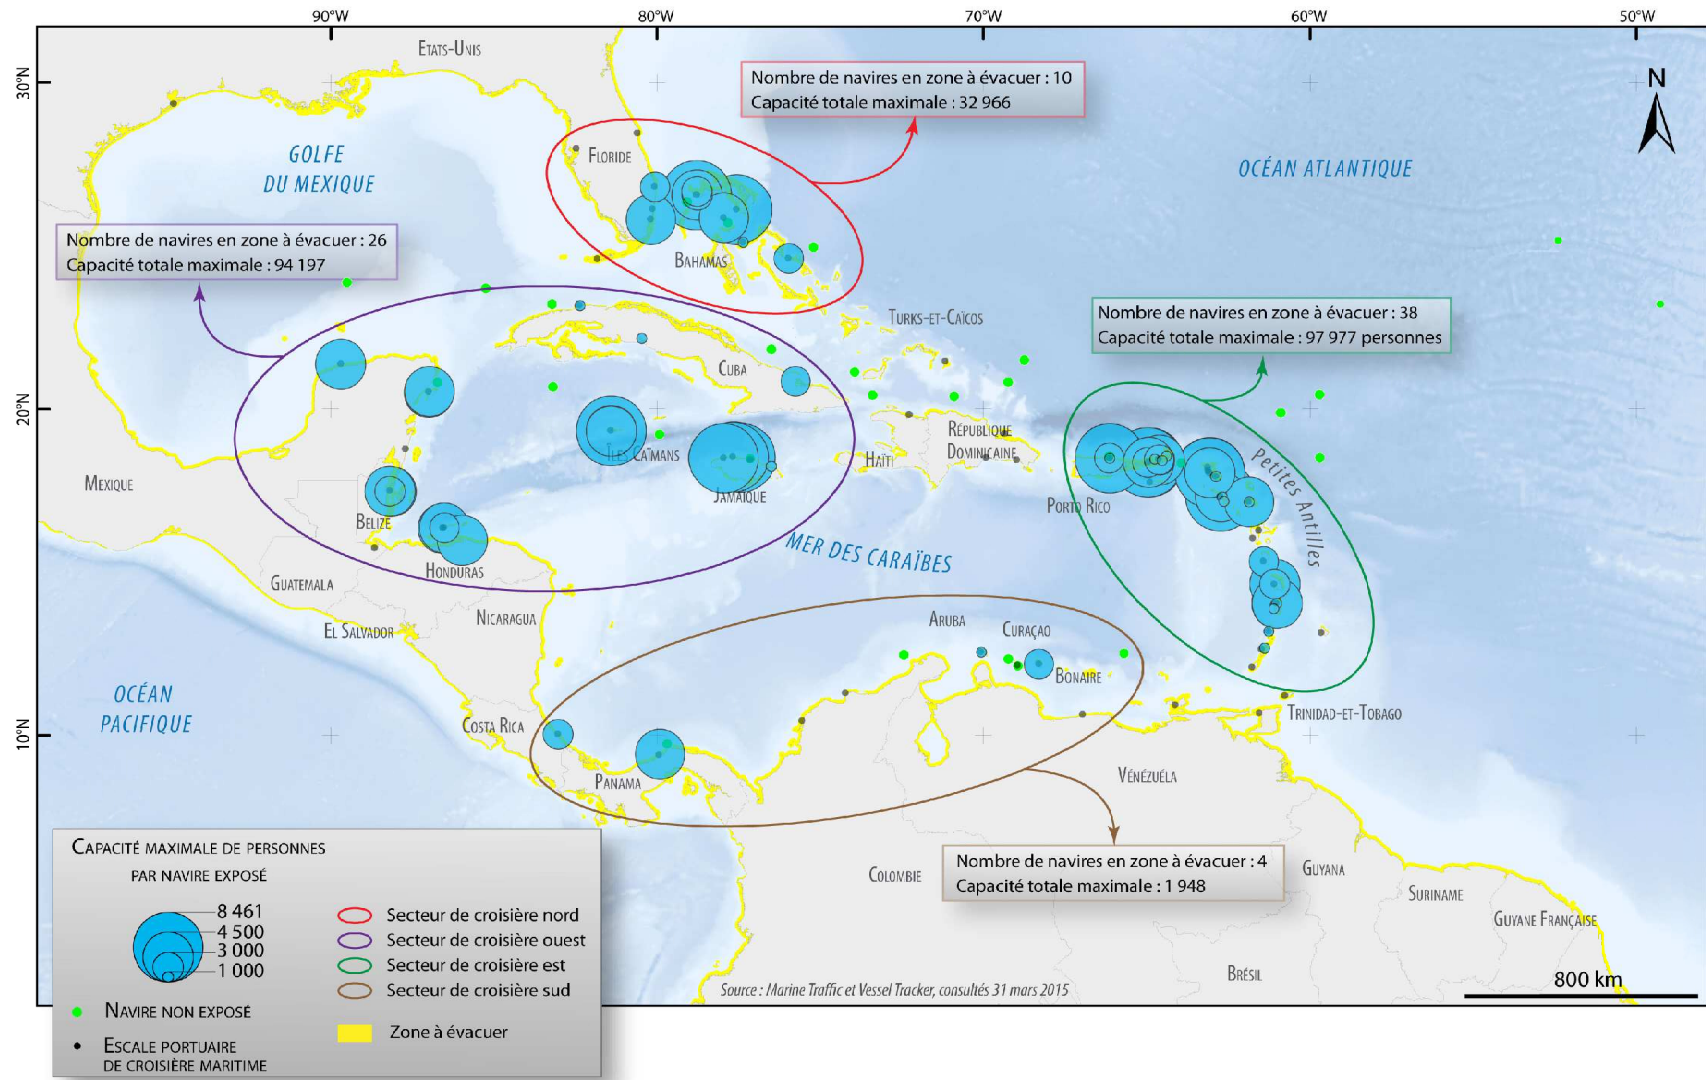 90°W
80°W
70°W
60°W
50°W
30°N
20°N
10°N
N
ETATS-UNIS
Nombre de navires en zone à évacuer : 10
Capacité totale maximale : 32 966
GOLFE
DU MEXIQUE
FLORIDE
OCÉAN ATLANTIQUE
Nombre de navires en zone à évacuer : 26
Capacité totale maximale : 94 197
BAHAMAS
Nombre de navires en zone à évacuer : 38
Capacité totale maximale : 97 977 personnes
TURKS-ET-CAÏCOS
CUBA
RÉPUBLIQUE
DOMINICAINE
HAÏTI
ÎLES CAÏMANS
JAMAÏQUE
PORTO RICO
Petites Antilles
MEXIQUE
BELIZE
MER DES CARAÏBES
HONDURAS
GUATEMALA
NICARAGUA
EL SALVADOR
ARUBA
CURAÇAO
BONAIRE
OCÉAN
PACIFIQUE
COSTA RICA
TRINIDAD-ET-TOBAGO
PANAMA
VÉNÉZUÉLA
Nombre de navires en zone à évacuer : 4
Capacité totale maximale : 1 948
COLOMBIE
GUYANA
SURINAME
GUYANE FRANÇAISE
BRÉSIL
800 km
Source : Marine Traffic et Vessel Tracker, consultés 31 mars 2015
CAPACITÉ MAXIMALE DE PERSONNES
PAR NAVIRE EXPOSÉ
8 461
4 500
3 000
1 000
NAVIRE NON EXPOSÉ
ESCALE PORTUAIRE
DE CROISIÈRE MARITIME
Secteur de croisière nord
Secteur de croisière ouest
Secteur de croisière est
Secteur de croisière sud
Zone à évacuer